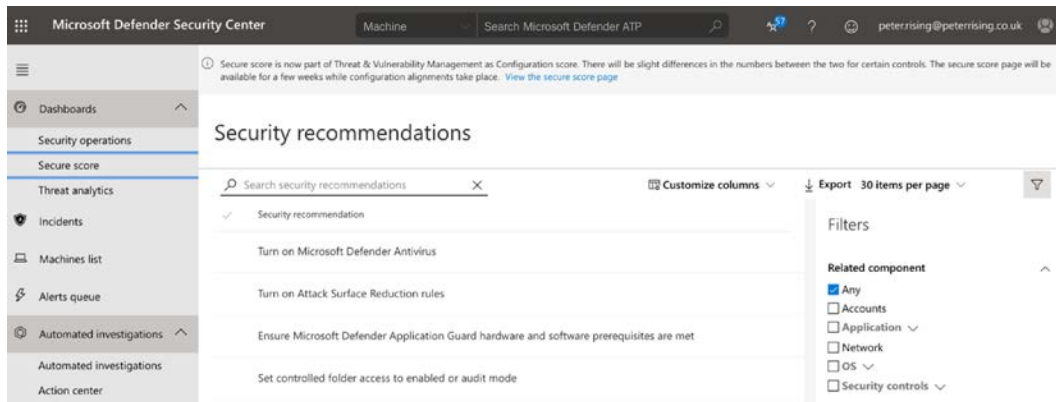 Microsoft Defender Security Center
Machine
Search Microsoft Defender ATP
57
?
peter.rising@peterrising.co.uk
Secure score is now part of Threat & Vulnerability Management as Configuration score. There will be slight differences in the numbers between the two for certain controls. The secure score page will be
available for a few weeks while configuration alignments take place. View the secure score page
Dashboards
Security operations
Secure score
Threat analytics
Incidents
Machines list
Alerts queue
Automated investigations
Automated investigations
Action center
Security recommendations
Search security recommendations
Customize columns
Export
30 items per page
Security recommendation
Turn on Microsoft Defender Antivirus
Turn on Attack Surface Reduction rules
Ensure Microsoft Defender Application Guard hardware and software prerequisites are met
Set controlled folder access to enabled or audit mode
Filters
Related component
Any
Accounts
Application
Network
OS
Security controls